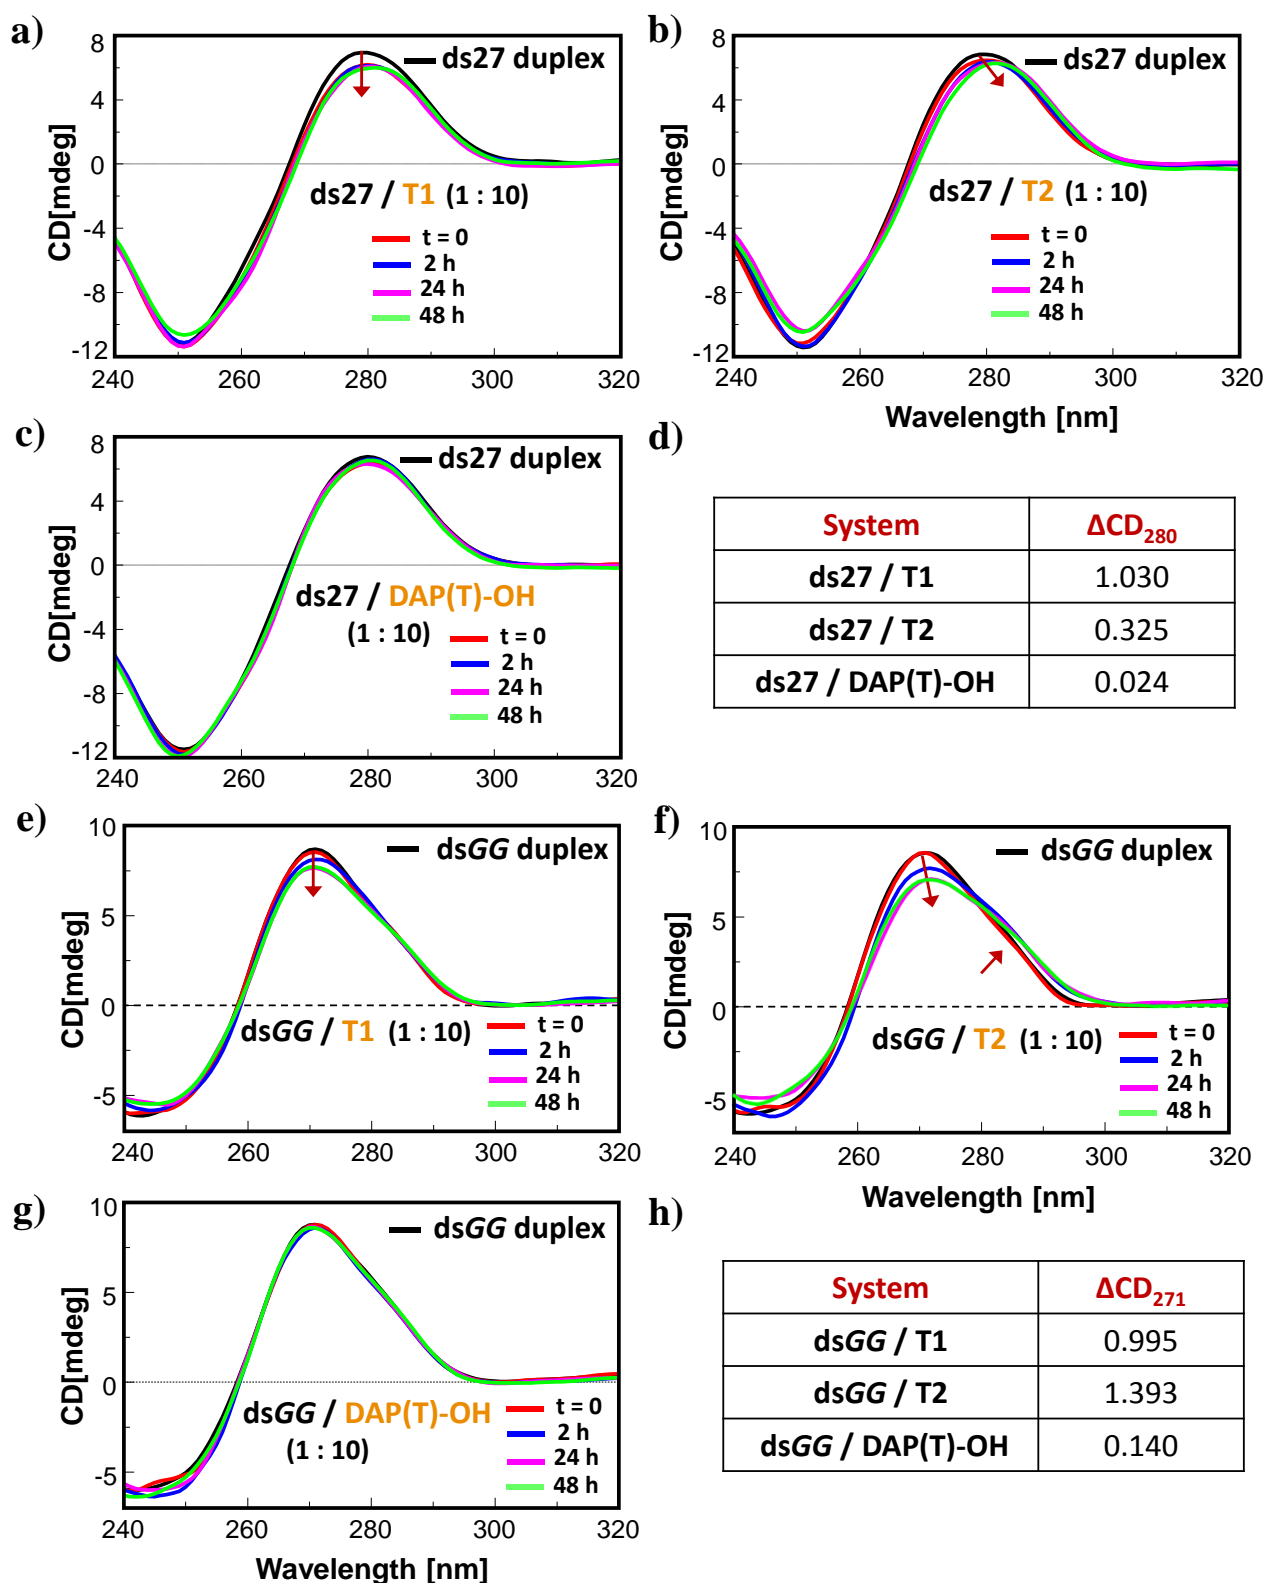 a)
8
4
0
-4
-8
-12
CD[mdeg]
ds27 duplex
ds27 / T1 (1 : 10)
t = 0
2 h
24 h
48 h
240 260 280 300 320
b)
8
4
0
-4
-8
-12
CD[mdeg]
ds27 duplex
ds27 / T2 (1 : 10)
t = 0
2 h
24 h
48 h
240 260 280 300 320
Wavelength [nm]
c)
8
4
0
-4
-8
-12
CD[mdeg]
ds27 duplex
ds27 / DAP(T)-OH
(1 : 10)
t = 0
2 h
24 h
48 h
240 260 280 300 320
d)
System ΔCD280
ds27 / T1 1.030
ds27 / T2 0.325
ds27 / DAP(T)-OH 0.024
e)
10
5
0
-5
CD[mdeg]
dsGG duplex
dsGG / T1 (1 : 10)
t = 0
2 h
24 h
48 h
240 260 280 300 320
f)
10
5
0
-5
CD[mdeg]
dsGG duplex
dsGG / T2 (1 : 10)
t = 0
2 h
24 h
48 h
240 260 280 300 320
Wavelength [nm]
g)
10
5
0
-5
CD[mdeg]
dsGG duplex
dsGG / DAP(T)-OH
(1 : 10)
t = 0
2 h
24 h
48 h
240 260 280 300 320
Wavelength [nm]
h)
System ΔCD271
dsGG / T1 0.995
dsGG / T2 1.393
dsGG / DAP(T)-OH 0.140